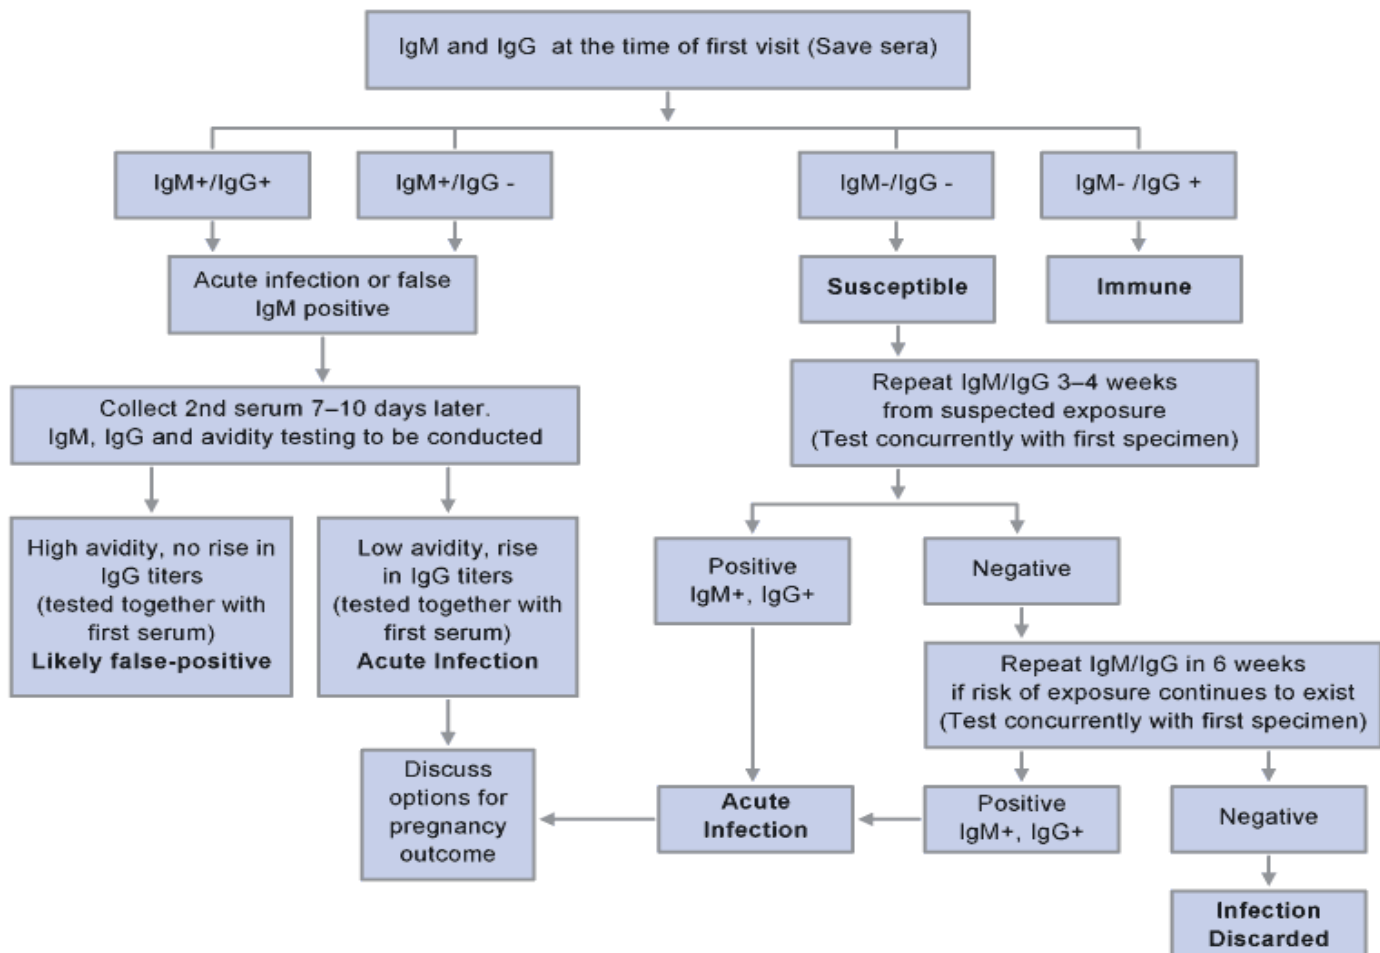 IgM and IgG at the time of first visit (Save sera)
IgM+/IgG+
IgM+/IgG -
IgM-/IgG -
IgM- /IgG +
Acute infection or false
IgM positive
Susceptible
Immune
Collect 2nd serum 7–10 days later.
IgM, IgG and avidity testing to be conducted
Repeat IgM/IgG 3–4 weeks
from suspected exposure
(Test concurrently with first specimen)
High avidity, no rise in
IgG titers
(tested together with
first serum)
Likely false-positive
Low avidity, rise
in IgG titers
(tested together with
first serum)
Acute Infection
Positive
IgM+, IgG+
Negative
Repeat IgM/IgG in 6 weeks
if risk of exposure continues to exist
(Test concurrently with first specimen)
Discuss
options for
pregnancy
outcome
Acute
Infection
Positive
IgM+, IgG+
Negative
Infection
Discarded